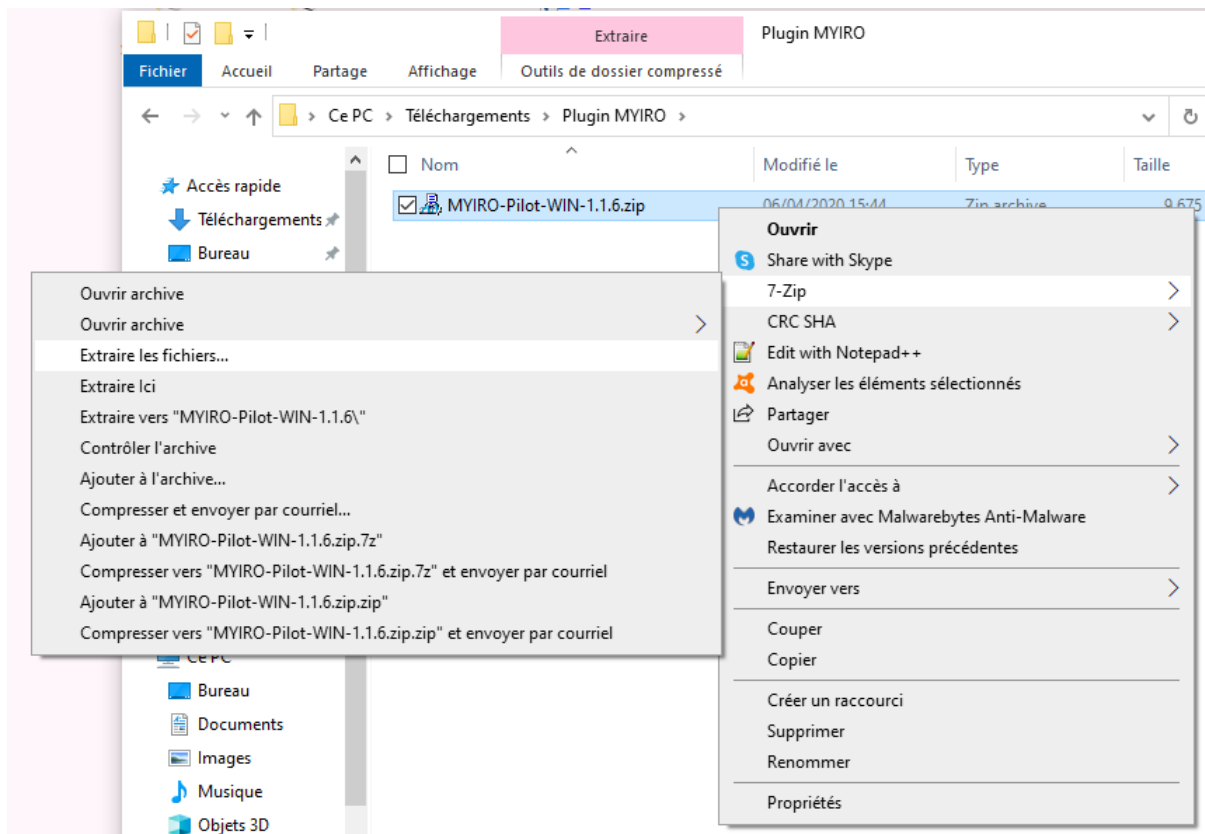 Extraire
Plugin MYIRO
Fichier
Accueil
Partage
Affichage
Outils de dossier compressé
Ce PC
Téléchargements
Plugin MYIRO
Nom
Modifié le
Type
Taille
Accès rapide
Téléchargements
Bureau
MYIRO-Pilot-WIN-1.1.6.zip
06/04/2020 15:44
Zip archive
9 675
Ouvrir
Share with Skype
7-Zip
CRC SHA
Edit with Notepad++
Analyser les éléments sélectionnés
Partager
Ouvrir avec
Accorder l'accès à
Examiner avec Malwarebytes Anti-Malware
Restaurer les versions précédentes
Envoyer vers
Couper
Copier
Créer un raccourci
Supprimer
Renommer
Propriétés
Ouvrir archive
Ouvrir archive
Extraire les fichiers...
Extraire Ici
Extraire vers "MYIRO-Pilot-WIN-1.1.6\"
Contrôler l'archive
Ajouter à l'archive...
Compresser et envoyer par courriel...
Ajouter à "MYIRO-Pilot-WIN-1.1.6.zip.7z"
Compresser vers "MYIRO-Pilot-WIN-1.1.6.zip.7z" et envoyer par courriel
Ajouter à "MYIRO-Pilot-WIN-1.1.6.zip.zip"
Compresser vers "MYIRO-Pilot-WIN-1.1.6.zip.zip" et envoyer par courriel
Ce PC
Bureau
Documents
Images
Musique
Objets 3D